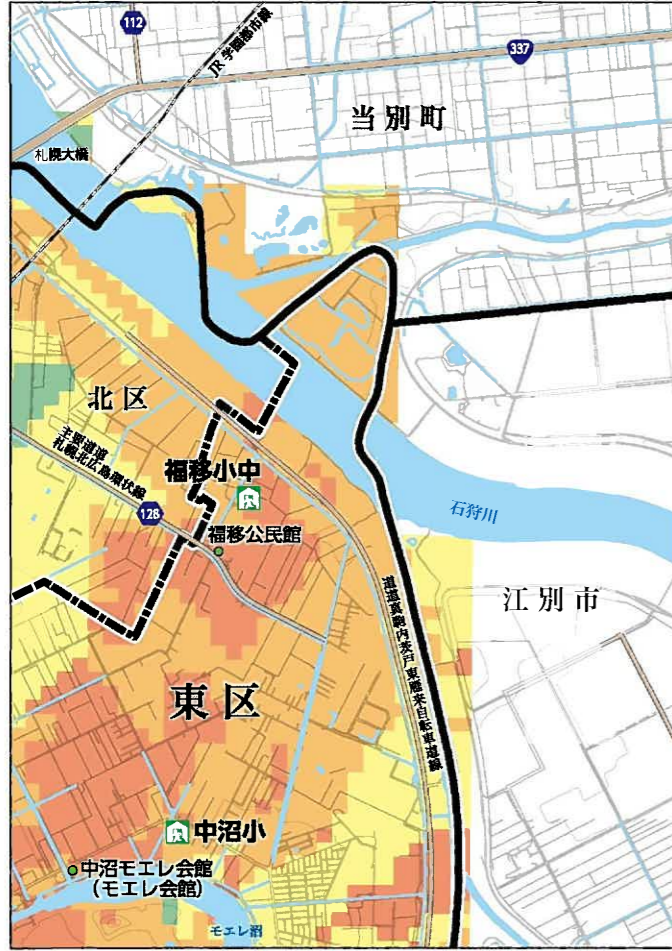 112
JR 学園都市線
337
当別町
札幌大橋
北区
主要道道
札幌北広島環状線
福移小中
128
福移公民館
石狩川
江別市
道道真駒内茨戸東雁来自転車道線
東区
中沼小
中沼モエレ会館
(モエレ会館)
モエレ沼